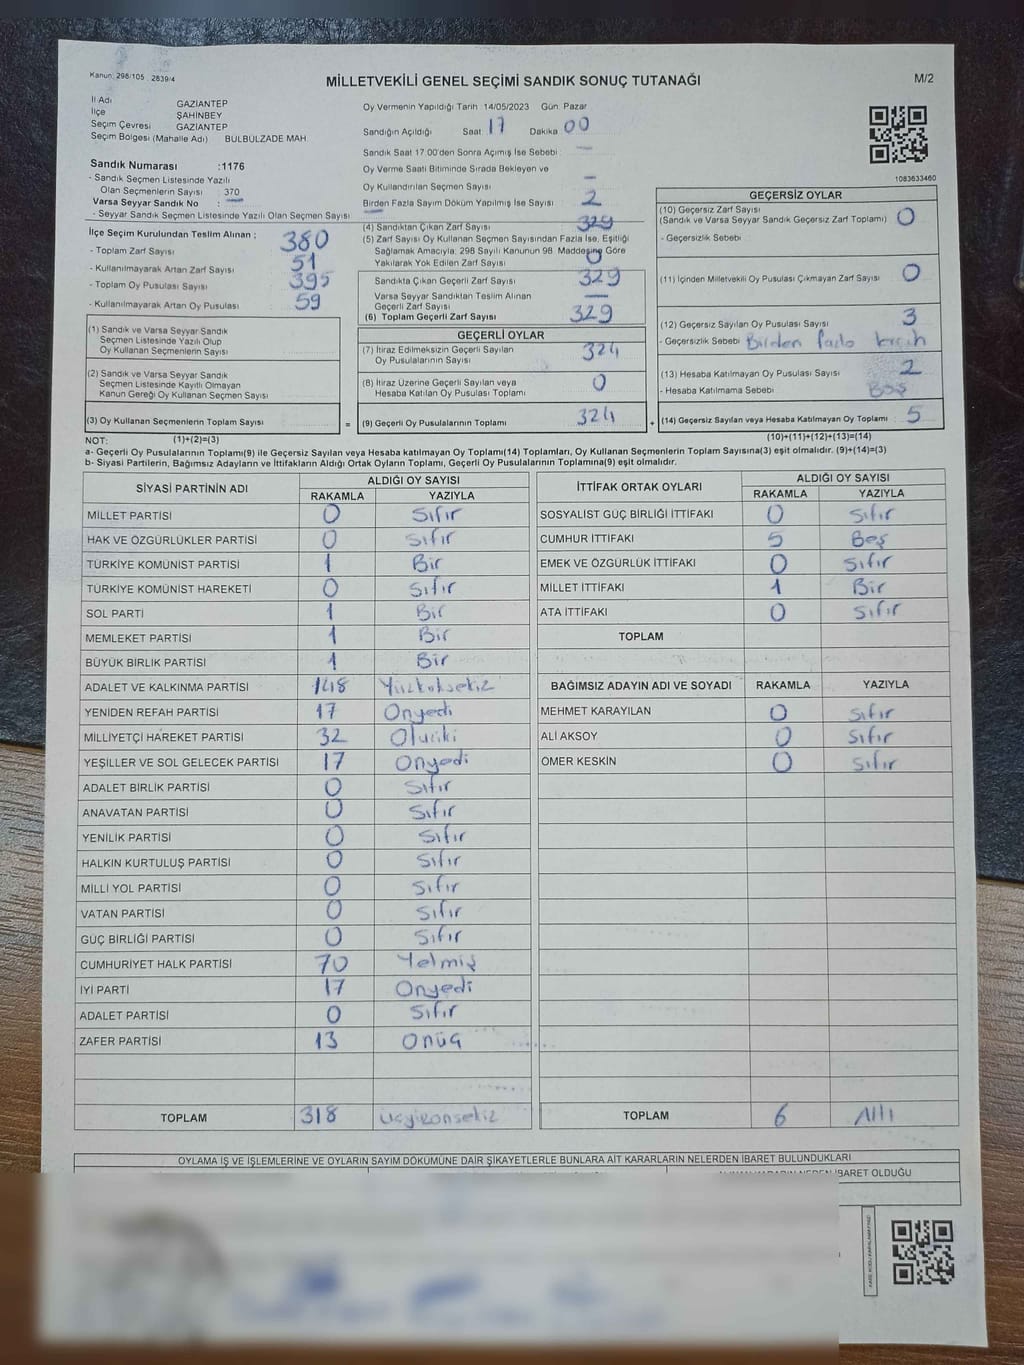 Kanun: 298/105 2839/4
MİLLETVEKİLİ GENEL SEÇİMİ SANDIK SONUÇ TUTANAĞI
M/2
İl Adı GAZİANTEP
İlçe ŞAHİNBEY
Seçim Çevresi GAZİANTEP
Seçim Bölgesi (Mahalle Adı) BÜLBÜLZADE MAH.
Sandık Numarası :1176
- Sandık Seçmen Listesinde Yazılı
Olan Seçmenlerin Sayısı : 370
Varsa Seyyar Sandık No : —
- Seyyar Sandık Seçmen Listesinde Yazılı Olan Seçmen Sayısı —
Oy Vermenin Yapıldığı Tarih 14/05/2023 Gün: Pazar
Sandığın Açıldığı Saat 17 Dakika 00
Sandık Saat 17:00'den Sonra Açılmış İse Sebebi : —
Oy Verme Saati Bitiminde Sırada Bekleyen ve
Oy Kullandırılan Seçmen Sayısı —
Birden Fazla Sayım Döküm Yapılmış İse Sayısı 2
1083633460
İlçe Seçim Kurulundan Teslim Alınan ;
- Toplam Zarf Sayısı 380
- Kullanılmayarak Artan Zarf Sayısı 51
- Toplam Oy Pusulası Sayısı 395
- Kullanılmayarak Artan Oy Pusulası 59
(4) Sandıktan Çıkan Zarf Sayısı 329
(5) Zarf Sayısı Oy Kullanan Seçmen Sayısından Fazla İse, Eşitliği
Sağlamak Amacıyla; 298 Sayılı Kanunun 98. Maddesine Göre
Yakılarak Yok Edilen Zarf Sayısı 0
Sandıkta Çıkan Geçerli Zarf Sayısı 329
Varsa Seyyar Sandıktan Teslim Alınan
Geçerli Zarf Sayısı —
(6) Toplam Geçerli Zarf Sayısı 329
GEÇERSİZ OYLAR
(10) Geçersiz Zarf Sayısı 0
(Sandık ve Varsa Seyyar Sandık Geçersiz Zarf Toplamı)
- Geçersizlik Sebebi
(11) İçinden Milletvekili Oy Pusulası Çıkmayan Zarf Sayısı 0
(12) Geçersiz Sayılan Oy Pusulası Sayısı 3
- Geçersizlik Sebebi Birden fazla tercih
(13) Hesaba Katılmayan Oy Pusulası Sayısı 2
- Hesaba Katılmama Sebebi Boş
(14) Geçersiz Sayılan veya Hesaba Katılmayan Oy Toplamı 5
(1) Sandık ve Varsa Seyyar Sandık
Seçmen Listesinde Yazılı Olup
Oy Kullanan Seçmenlerin Sayısı
(2) Sandık ve Varsa Seyyar Sandık
Seçmen Listesinde Kayıtlı Olmayan
Kanun Gereği Oy Kullanan Seçmen Sayısı
(3) Oy Kullanan Seçmenlerin Toplam Sayısı =
GEÇERLİ OYLAR
(7) İtiraz Edilmeksizin Geçerli Sayılan
Oy Pusulalarının Sayısı 324
(8) İtiraz Üzerine Geçerli Sayılan veya
Hesaba Katılan Oy Pusulası Toplamı 0
(9) Geçerli Oy Pusulalarının Toplamı 324 +
NOT: (1)+(2)=(3) (10)+(11)+(12)+(13)=(14)
a- Geçerli Oy Pusulalarının Toplamı(9) ile Geçersiz Sayılan veya Hesaba katılmayan Oy Toplamı(14) Toplamları, Oy Kullanan Seçmenlerin Toplam Sayısına(3) eşit olmalıdır. (9)+(14)=(3)
b- Siyasi Partilerin, Bağımsız Adayların ve İttifakların Aldığı Ortak Oyların Toplamı, Geçerli Oy Pusulalarının Toplamına(9) eşit olmalıdır.
SİYASİ PARTİNİN ADI ALDIĞI OY SAYISI
RAKAMLA YAZIYLA
MİLLET PARTİSİ 0 Sıfır
HAK VE ÖZGÜRLÜKLER PARTİSİ 0 Sıfır
TÜRKİYE KOMÜNİST PARTİSİ 1 Bir
TÜRKİYE KOMÜNİST HAREKETİ 0 Sıfır
SOL PARTİ 1 Bir
MEMLEKET PARTİSİ 1 Bir
BÜYÜK BİRLİK PARTİSİ 1 Bir
ADALET VE KALKINMA PARTİSİ 148 Yüzkırksekiz
YENİDEN REFAH PARTİSİ 17 Onyedi
MİLLİYETÇİ HAREKET PARTİSİ 32 Otuziki
YEŞİLLER VE SOL GELECEK PARTİSİ 17 Onyedi
ADALET BİRLİK PARTİSİ 0 Sıfır
ANAVATAN PARTİSİ 0 Sıfır
YENİLİK PARTİSİ 0 Sıfır
HALKIN KURTULUŞ PARTİSİ 0 Sıfır
MİLLİ YOL PARTİSİ 0 Sıfır
VATAN PARTİSİ 0 Sıfır
GÜÇ BİRLİĞİ PARTİSİ 0 Sıfır
CUMHURİYET HALK PARTİSİ 70 Yetmiş
İYİ PARTİ 17 Onyedi
ADALET PARTİSİ 0 Sıfır
ZAFER PARTİSİ 13 Onüç
TOPLAM 318 üçyüzonsekiz
İTTİFAK ORTAK OYLARI ALDIĞI OY SAYISI
RAKAMLA YAZIYLA
SOSYALİST GÜÇ BİRLİĞİ İTTİFAKI 0 Sıfır
CUMHUR İTTİFAKI 5 Beş
EMEK VE ÖZGÜRLÜK İTTİFAKI 0 Sıfır
MİLLET İTTİFAKI 1 Bir
ATA İTTİFAKI 0 Sıfır
TOPLAM
BAĞIMSIZ ADAYIN ADI VE SOYADI RAKAMLA YAZIYLA
MEHMET KARAYILAN 0 Sıfır
ALİ AKSOY 0 Sıfır
ÖMER KESKİN 0 Sıfır
TOPLAM 6 Altı
OYLAMA İŞ VE İŞLEMLERİNE VE OYLARIN SAYIM DÖKÜMÜNE DAİR ŞİKAYETLERLE BUNLARA AİT KARARLARIN NELERDEN İBARET BULUNDUKLARI
İBARET OLDUĞU